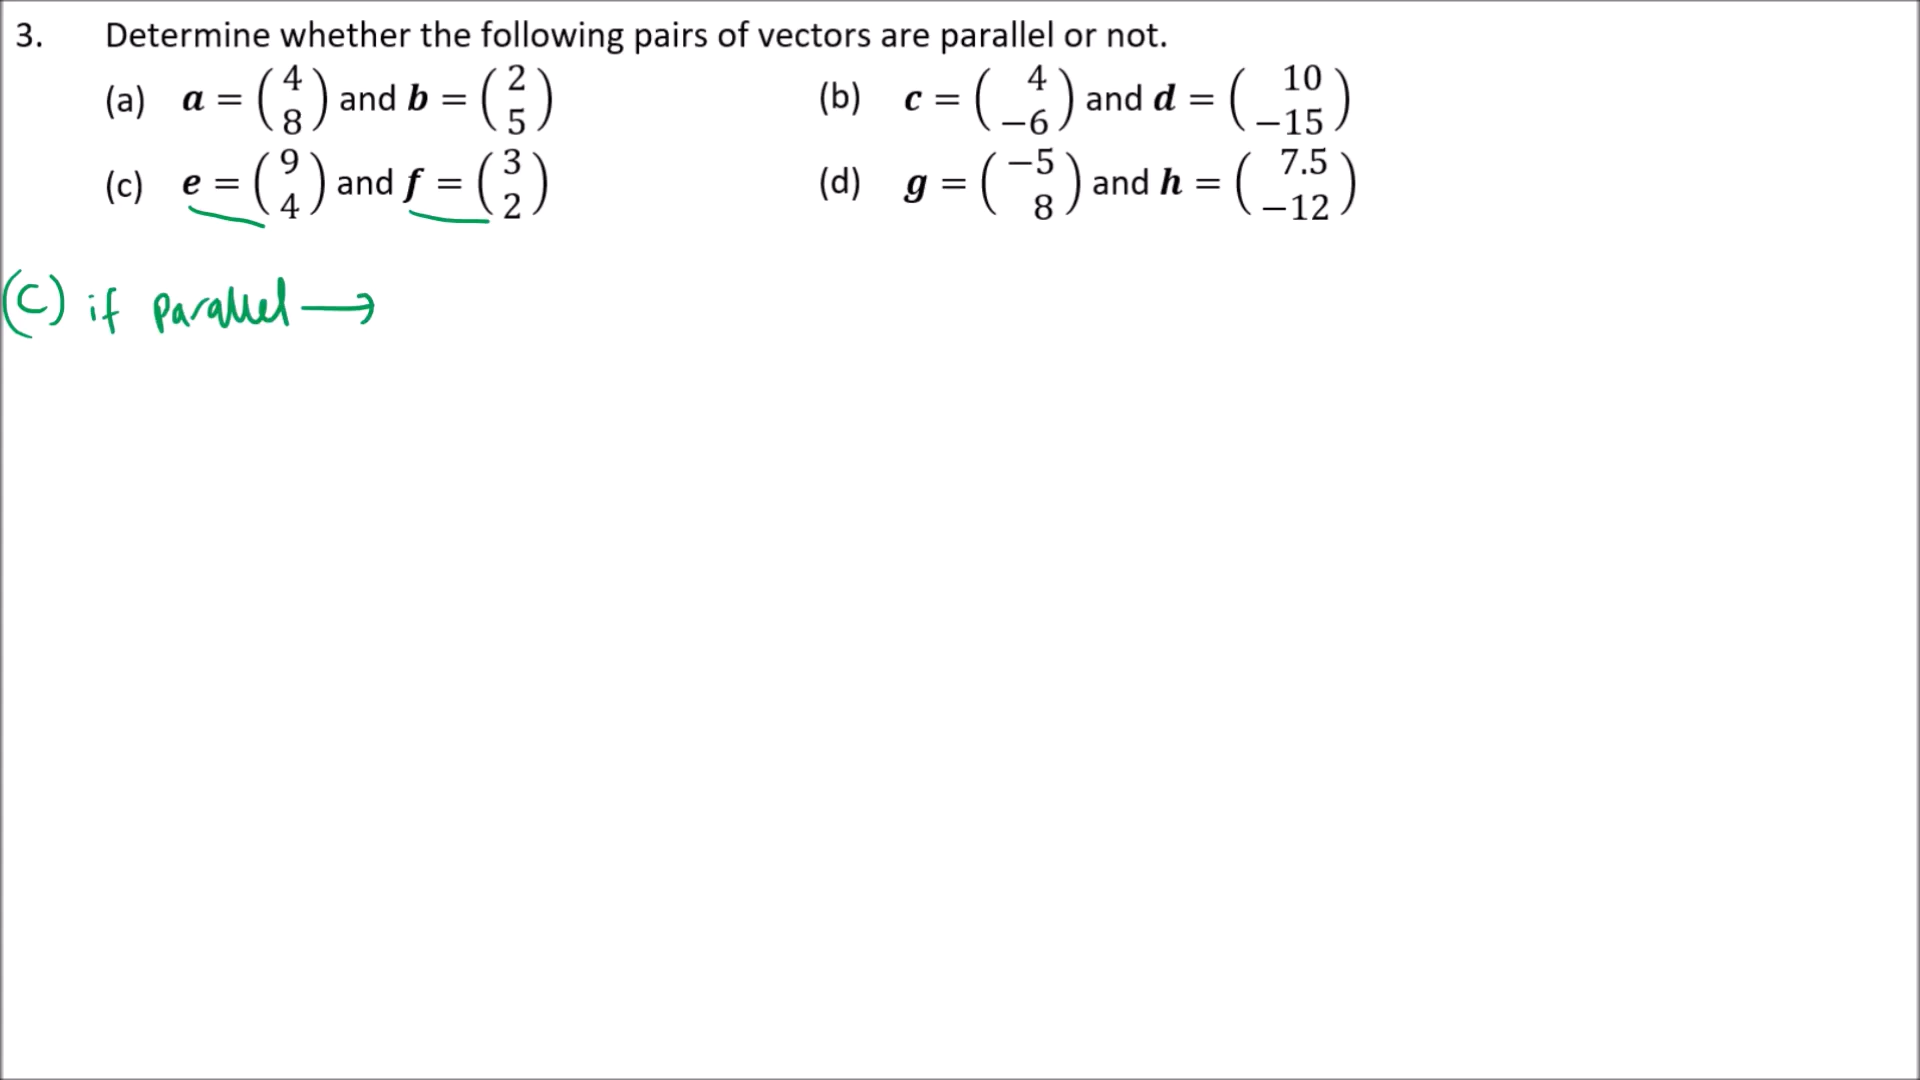 3. Determine whether the following pairs of vectors are parallel or not.
(a) a = (4 8) and b = (2 5) (b) c = (4 −6) and d = (10 −15)
(c) e = (9 4) and f = (3 2) (d) g = (−5 8) and h = (7.5 −12)
(c) if parallel →